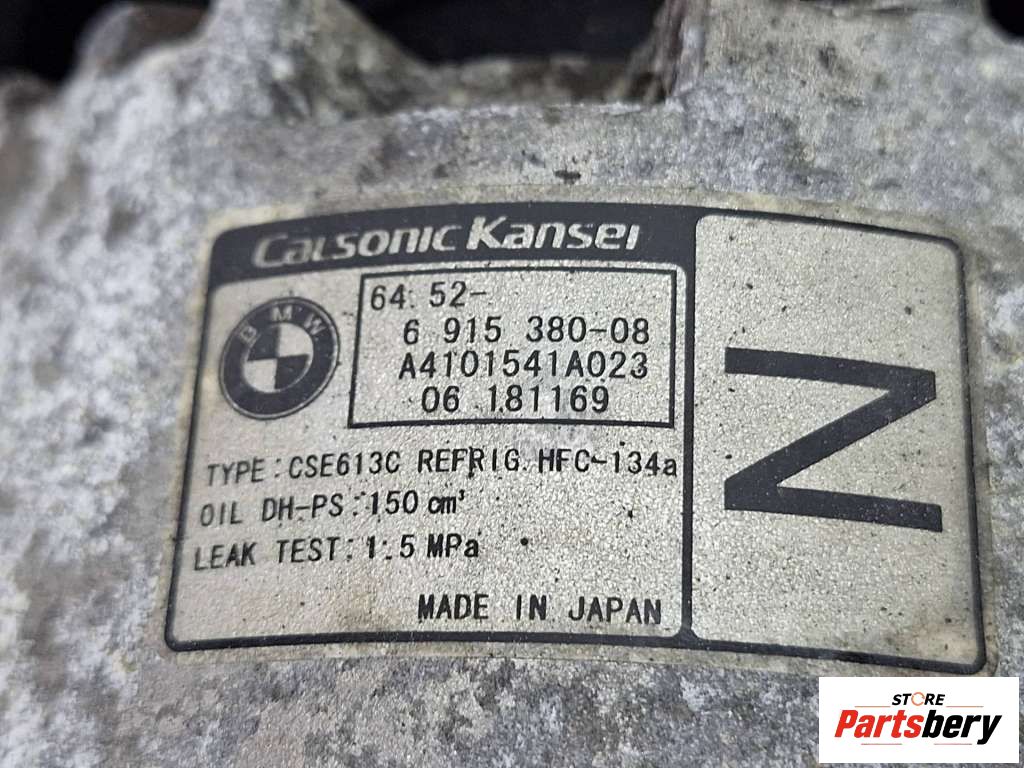 Calsonic Kansei
BMW
64 52-
6 915 380-08
A4101541A023
06 181169
TYPE: CSE613C REFRIG. HFC-134a
OIL DH-PS: 150 cm³
LEAK TEST: 1.5 MPa
MADE IN JAPAN
N
STORE
Partsbery